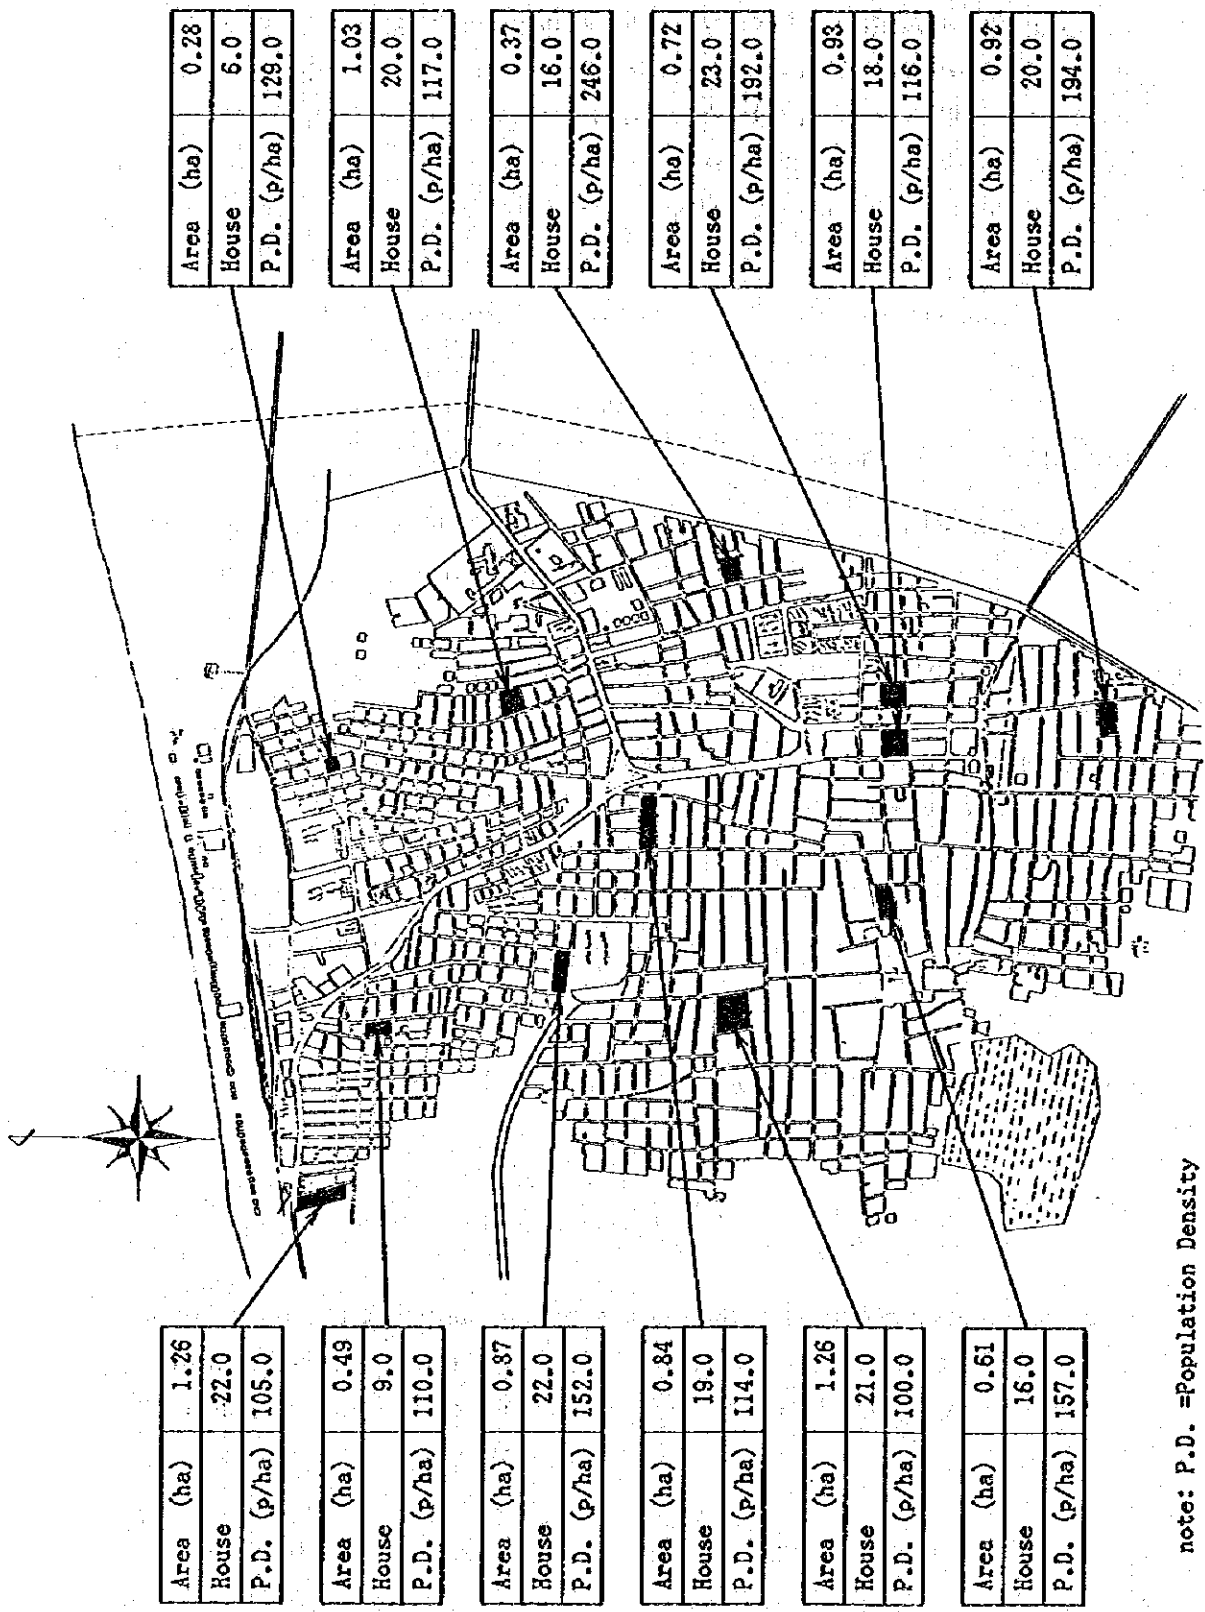 Area (ha) 0.28
House 6.0
P.D. (p/ha) 129.0
Area (ha) 1.03
House 20.0
P.D. (p/ha) 117.0
Area (ha) 0.37
House 16.0
P.D. (p/ha) 246.0
Area (ha) 0.72
House 23.0
P.D. (p/ha) 192.0
Area (ha) 0.93
House 18.0
P.D. (p/ha) 116.0
Area (ha) 0.92
House 20.0
P.D. (p/ha) 194.0
Area (ha) 1.26
House 22.0
P.D. (p/ha) 105.0
Area (ha) 0.49
House 9.0
P.D. (p/ha) 110.0
Area (ha) 0.87
House 22.0
P.D. (p/ha) 152.0
Area (ha) 0.84
House 19.0
P.D. (p/ha) 114.0
Area (ha) 1.26
House 21.0
P.D. (p/ha) 100.0
Area (ha) 0.61
House 16.0
P.D. (p/ha) 157.0
note: P.D. =Population Density